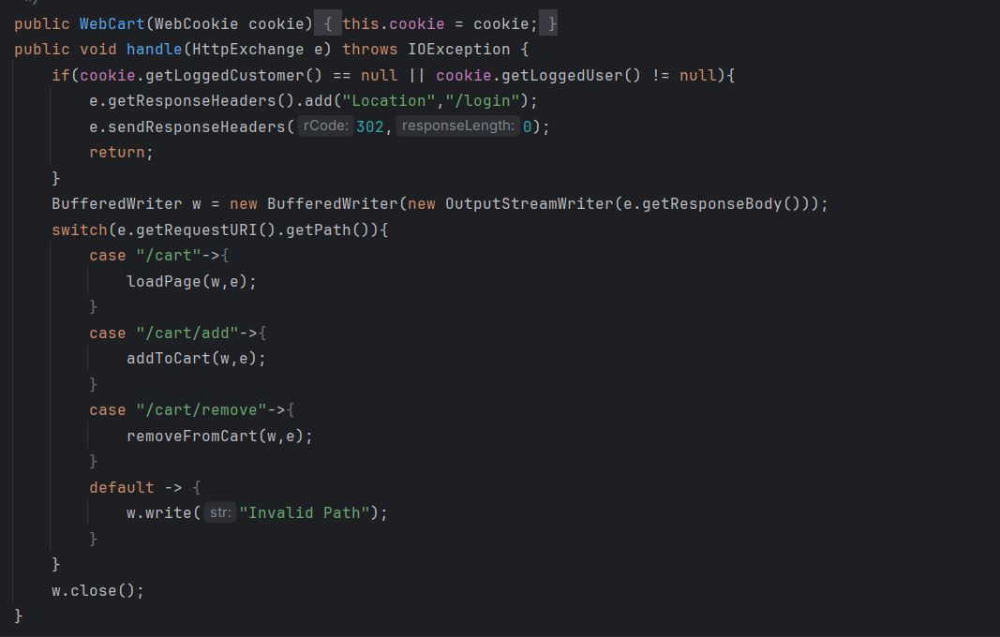 */
public WebCart(WebCookie cookie) { this.cookie = cookie; }
public void handle(HttpExchange e) throws IOException {
    if(cookie.getLoggedCustomer() == null || cookie.getLoggedUser() != null){
        e.getResponseHeaders().add("Location","/login");
        e.sendResponseHeaders( rCode: 302, responseLength: 0);
        return;
    }
    BufferedWriter w = new BufferedWriter(new OutputStreamWriter(e.getResponseBody()));
    switch(e.getRequestURI().getPath()){
        case "/cart"->{
            loadPage(w,e);
        }
        case "/cart/add"->{
            addToCart(w,e);
        }
        case "/cart/remove"->{
            removeFromCart(w,e);
        }
        default -> {
            w.write( str: "Invalid Path");
        }
    }
    w.close();
}